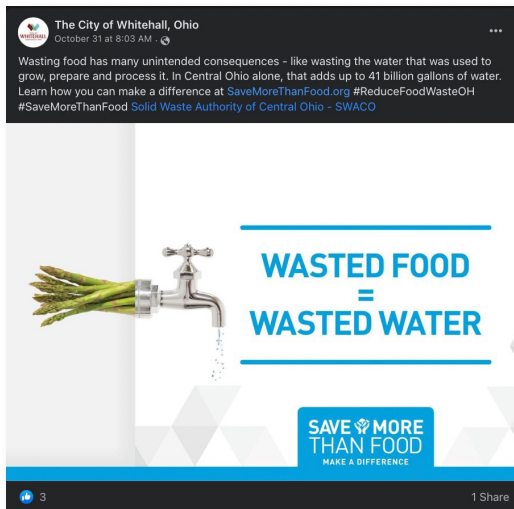 The City of Whitehall, Ohio
WHITEHALL
October 31 at 8:03 AM ·
Wasting food has many unintended consequences - like wasting the water that was used to
grow, prepare and process it. In Central Ohio alone, that adds up to 41 billion gallons of water.
Learn how you can make a difference at SaveMoreThanFood.org #ReduceFoodWasteOH
#SaveMoreThanFood Solid Waste Authority of Central Ohio - SWACO
WASTED FOOD
=
WASTED WATER
SAVE MORE
THAN FOOD
MAKE A DIFFERENCE
3
1 Share